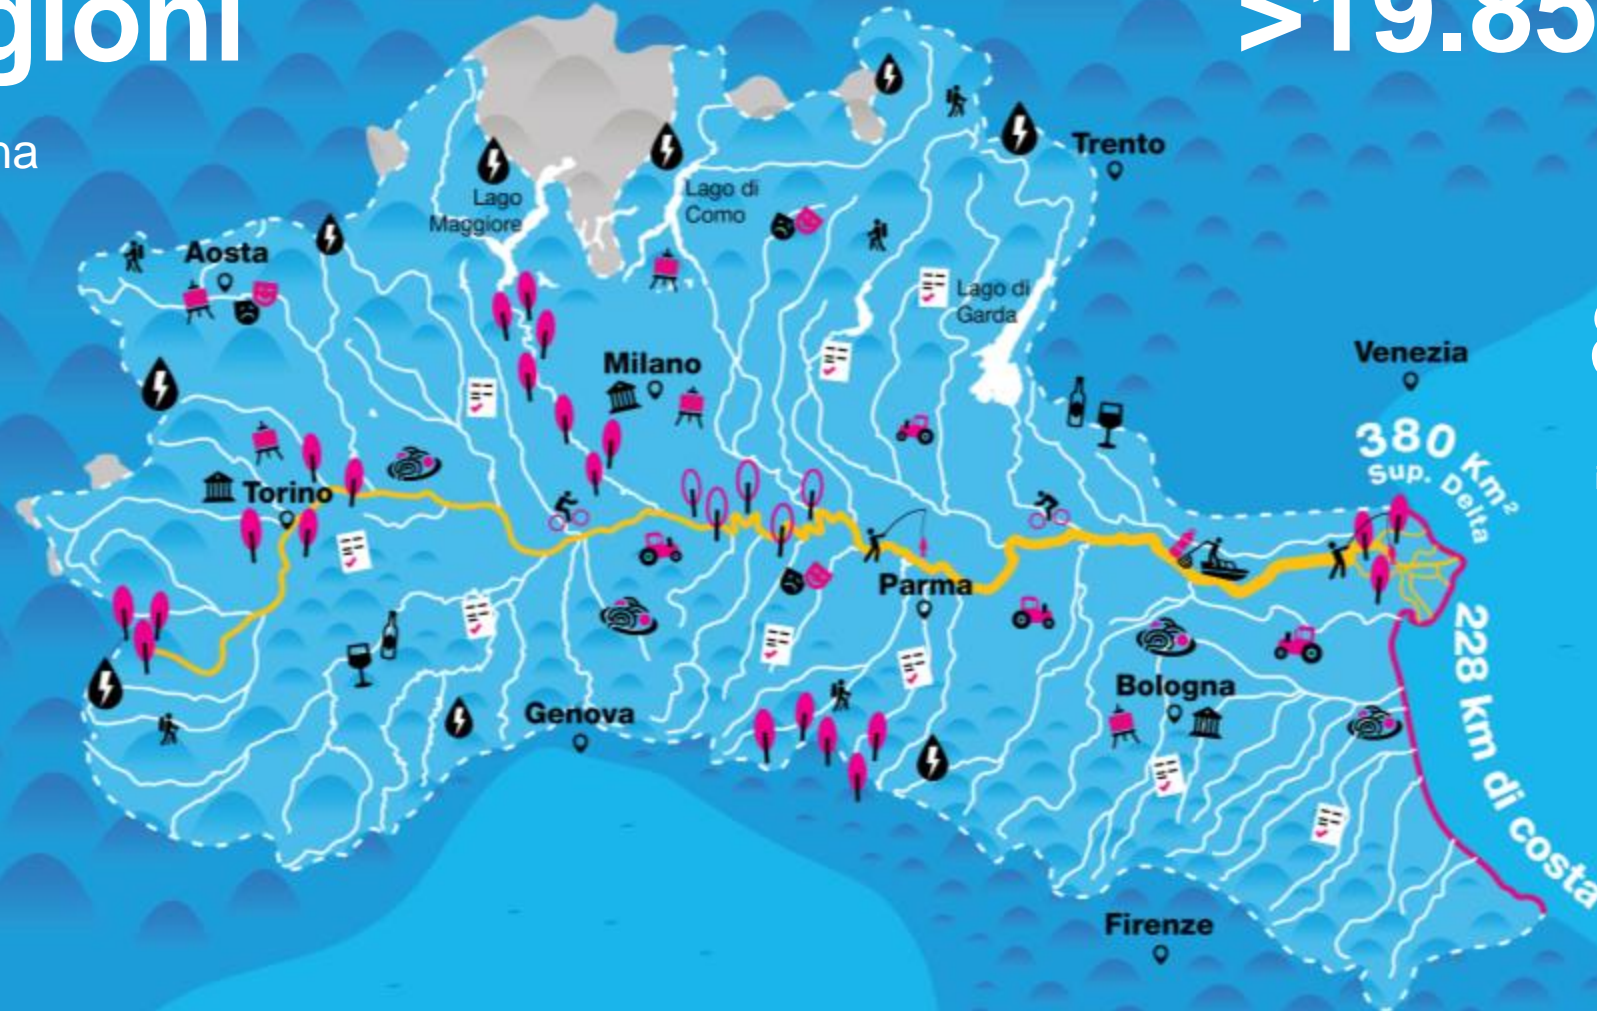 gioni
>19.85
na
Trento
Lago
Maggiore
Lago di
Como
Aosta
Lago di
Garda
Milano
Venezia
380 Km²
Sup. Delta
Torino
Parma
Bologna
Genova
228 km di costa
Firenze